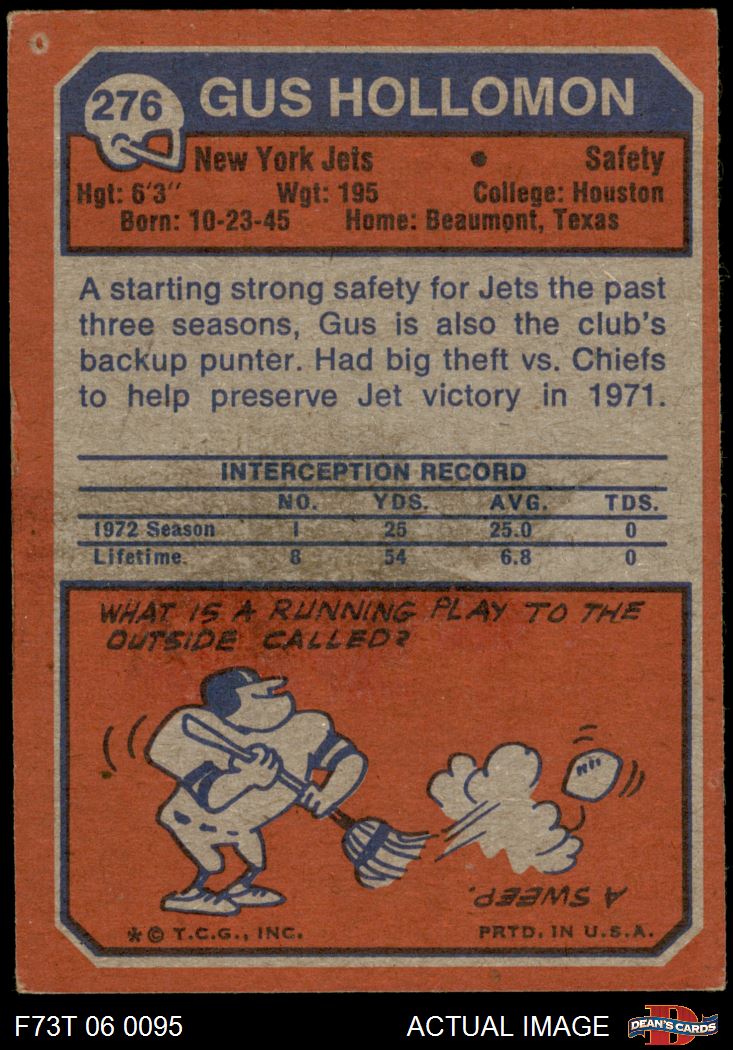 276 GUS HOLLOMON
New York Jets • Safety
Hgt: 6'3" Wgt: 195 College: Houston
Born: 10-23-45 Home: Beaumont, Texas
A starting strong safety for Jets the past
three seasons, Gus is also the club's
backup punter. Had big theft vs. Chiefs
to help preserve Jet victory in 1971.
INTERCEPTION RECORD
NO. YDS. AVG. TDS.
1972 Season 1 25 25.0 0
Lifetime 8 54 6.8 0
WHAT IS A RUNNING PLAY TO THE
OUTSIDE CALLED?
A SWEEP.
* © T.C.G., INC. PRTD. IN U.S.A.
F73T 06 0095 ACTUAL IMAGE D DEAN'S CARDS